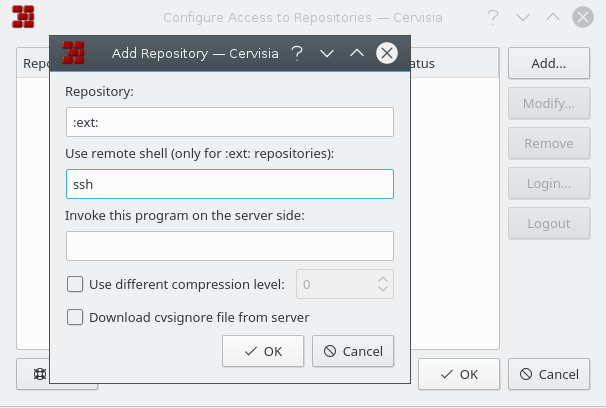 Configure Access to Repositories — Cervisia
Add Repository — Cervisia
Add...
Modify...
Remove
Login...
Logout
Repository:
:ext:
Use remote shell (only for :ext: repositories):
ssh
Invoke this program on the server side:
Use different compression level:
0
Download cvsignore file from server
OK
Cancel
OK
Cancel